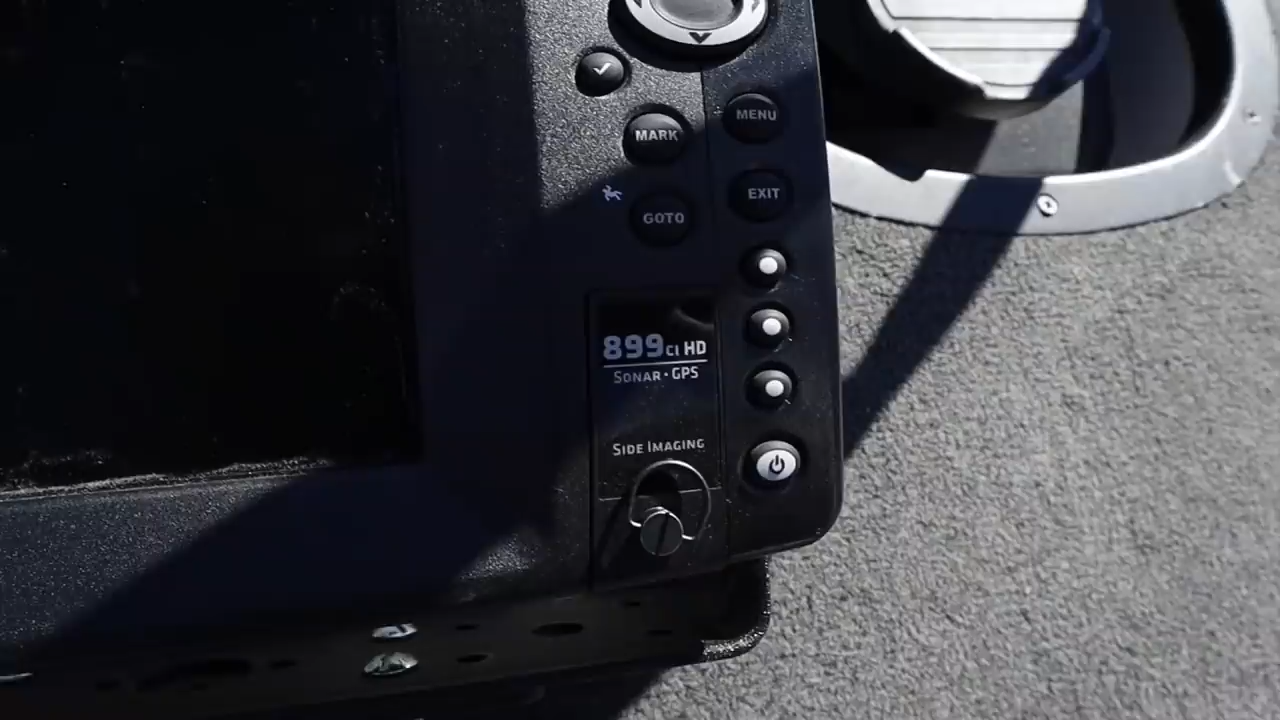 MENU
MARK
EXIT
GOTO
899CI HD
SONAR·GPS
SIDE IMAGING